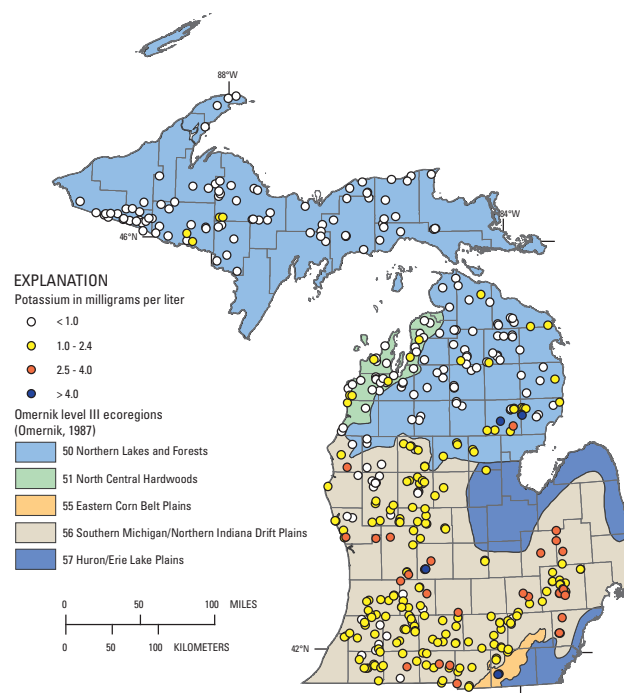 88°W
84°W
46°N
EXPLANATION
Potassium in milligrams per liter
< 1.0
1.0 - 2.4
2.5 - 4.0
>4.0
Omernik level III ecoregions
(Omernik, 1987)
50 Northern Lakes and Forests
51 North Central Hardwoods
55 Eastern Corn Belt Plains
56 Southern Michigan/Northern Indiana Drift Plains
57 Huron/Erie Lake Plains
0 50 100 MILES
0 50 100 KILOMETERS
42°N